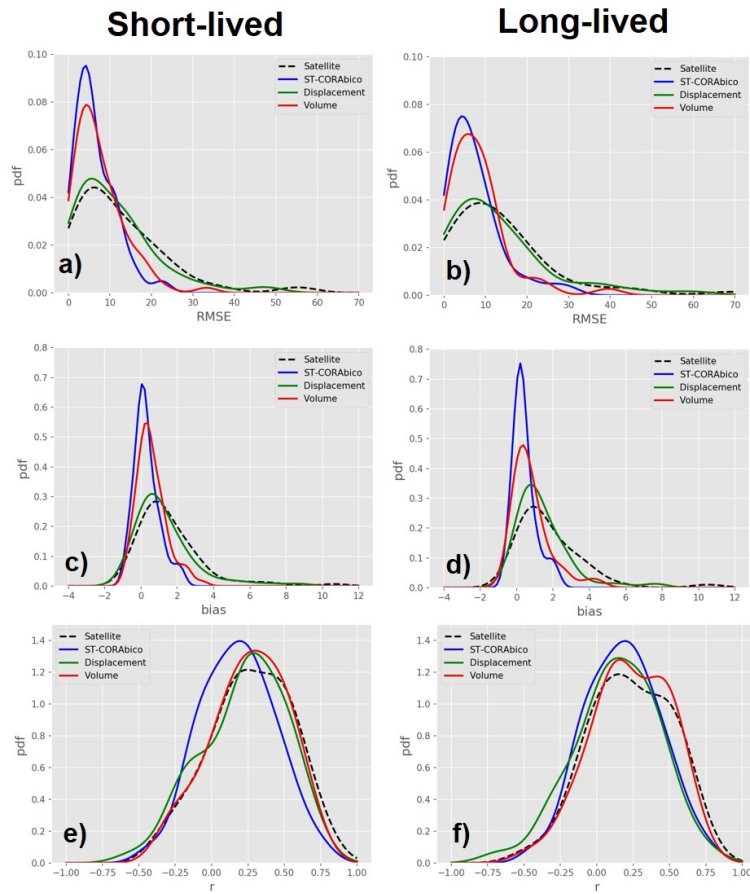 Short-lived
Long-lived
0.10
0.08
0.06
0.04
0.02
0.00
pdf
Satellite
ST-CORAbico
Displacement
Volume
a)
0 10 20 30 40 50 60 70
RMSE
0.10
0.08
0.06
0.04
0.02
0.00
pdf
Satellite
ST-CORAbico
Displacement
Volume
b)
0 10 20 30 40 50 60 70
RMSE
0.8
0.7
0.6
0.5
0.4
0.3
0.2
0.1
0.0
pdf
Satellite
ST-CORAbico
Displacement
Volume
c)
−4 −2 0 2 4 6 8 10 12
bias
0.8
0.7
0.6
0.5
0.4
0.3
0.2
0.1
0.0
pdf
Satellite
ST-CORAbico
Displacement
Volume
d)
−4 −2 0 2 4 6 8 10 12
bias
1.4
1.2
1.0
0.8
0.6
0.4
0.2
0.0
pdf
Satellite
ST-CORAbico
Displacement
Volume
e)
−1.00 −0.75 −0.50 −0.25 0.00 0.25 0.50 0.75 1.00
r
1.4
1.2
1.0
0.8
0.6
0.4
0.2
0.0
pdf
Satellite
ST-CORAbico
Displacement
Volume
f)
−1.00 −0.75 −0.50 −0.25 0.00 0.25 0.50 0.75 1.00
r